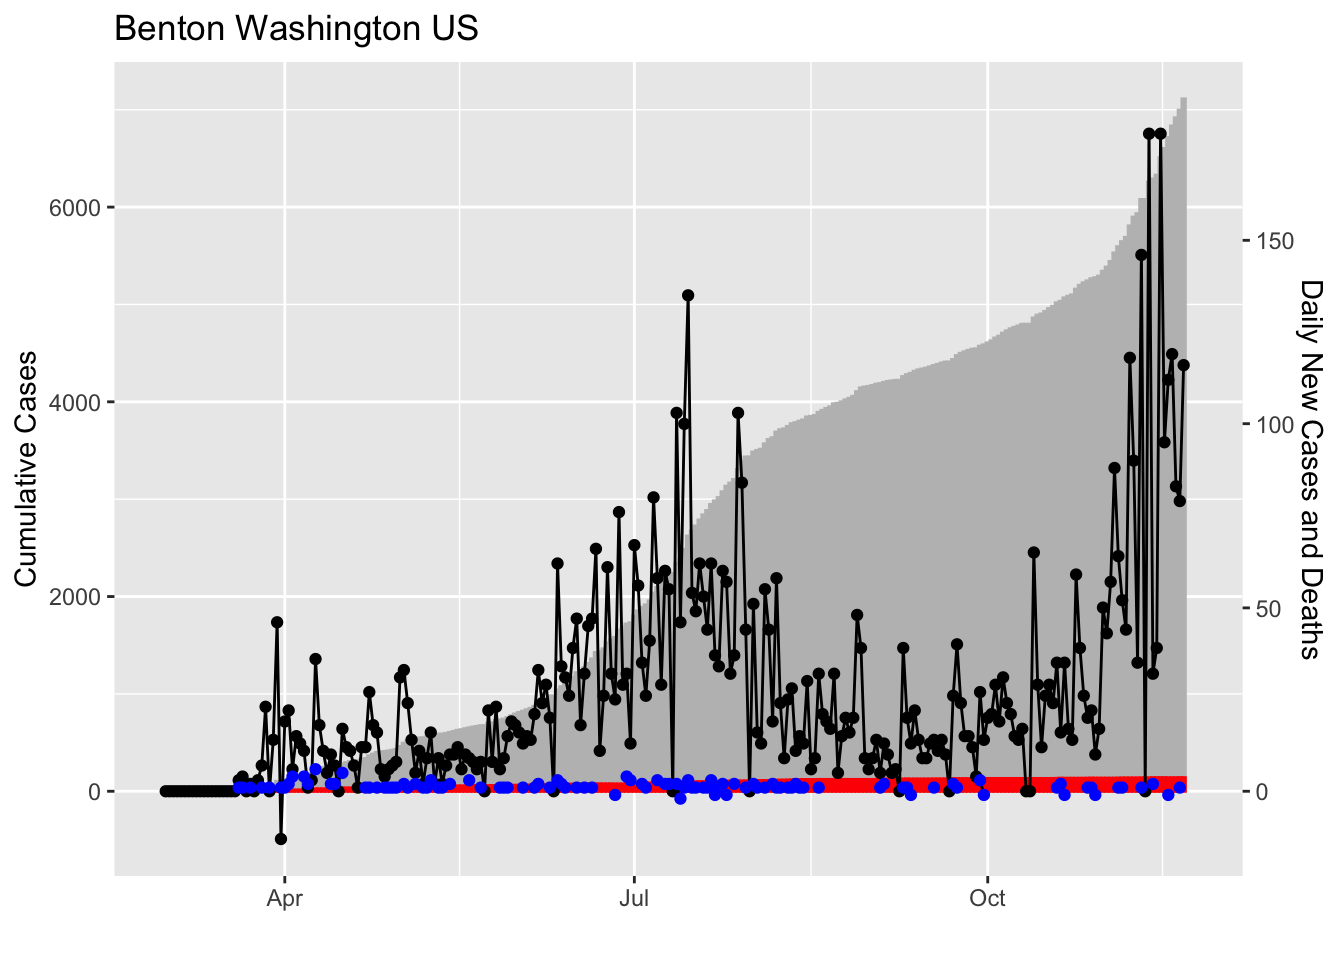 Benton Washington US
Cumulative Cases
6000
4000
2000
0
150
100
50
0
Daily New Cases and Deaths
Apr
Jul
Oct